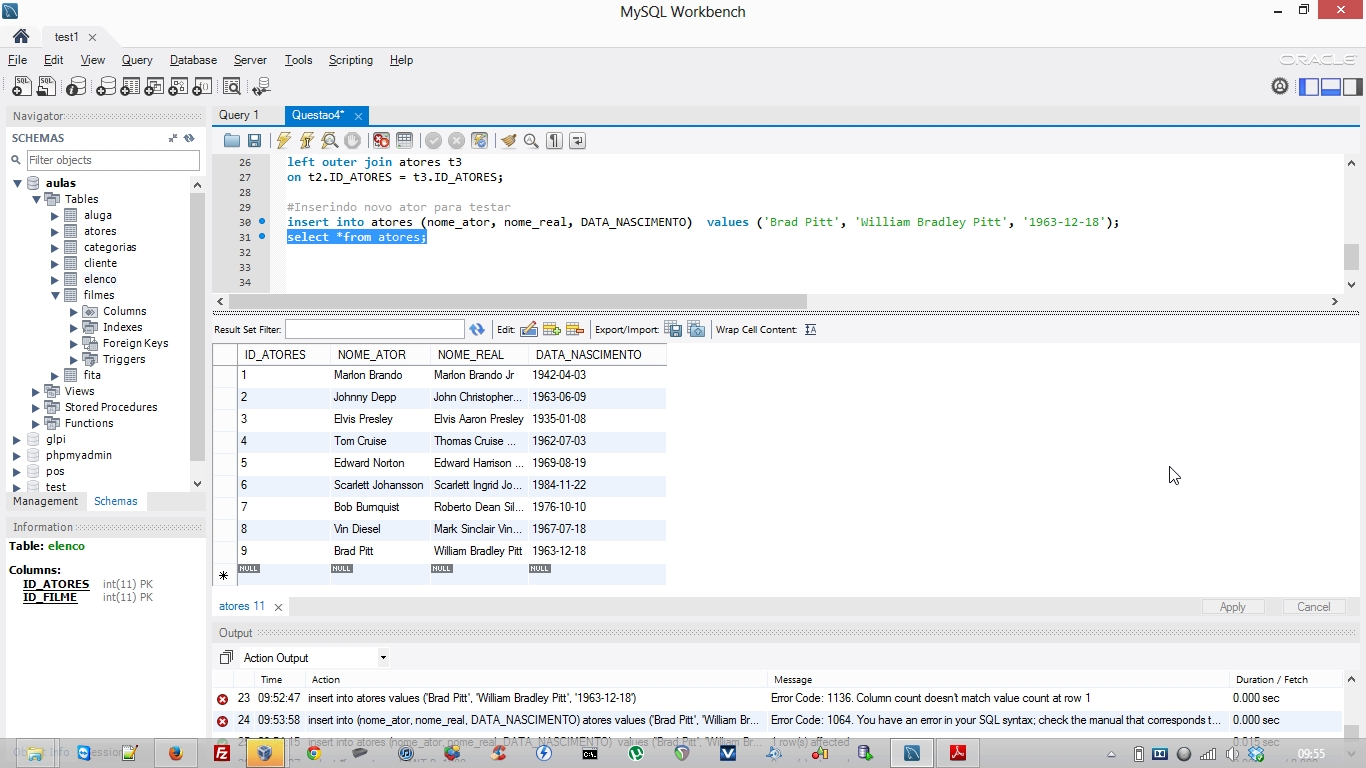 MySQL Workbench
test1
File Edit View Query Database Server Tools Scripting Help
ORACLE
Navigator
SCHEMAS
Filter objects
aulas
Tables
aluga
atores
categorias
cliente
elenco
filmes
Columns
Indexes
Foreign Keys
Triggers
fita
Views
Stored Procedures
Functions
glpi
phpmyadmin
pos
test
Management Schemas
Information
Table: elenco
Columns:
ID_ATORES int(11) PK
ID_FILME int(11) PK
Query 1 Questao4*
26 left outer join atores t3
27 on t2.ID_ATORES = t3.ID_ATORES;
28
29 #Inserindo novo ator para testar
30 insert into atores (nome_ator, nome_real, DATA_NASCIMENTO) values ('Brad Pitt', 'William Bradley Pitt', '1963-12-18');
31 select *from atores;
32
33
34
Result Set Filter: Edit: Export/Import: Wrap Cell Content:
ID_ATORES NOME_ATOR NOME_REAL DATA_NASCIMENTO
1 Marlon Brando Marlon Brando Jr 1942-04-03
2 Johnny Depp John Christopher... 1963-06-09
3 Elvis Presley Elvis Aaron Presley 1935-01-08
4 Tom Cruise Thomas Cruise ... 1962-07-03
5 Edward Norton Edward Harrison ... 1969-08-19
6 Scarlett Johansson Scarlett Ingrid Jo... 1984-11-22
7 Bob Burnquist Roberto Dean Sil... 1976-10-10
8 Vin Diesel Mark Sinclair Vin... 1967-07-18
9 Brad Pitt William Bradley Pitt 1963-12-18
NULL NULL NULL NULL
atores 11
Apply Cancel
Output
Action Output
Time Action Message Duration / Fetch
23 09:52:47 insert into atores values ('Brad Pitt', 'William Bradley Pitt', '1963-12-18') Error Code: 1136. Column count doesn't match value count at row 1 0.000 sec
24 09:53:58 insert into (nome_ator, nome_real, DATA_NASCIMENTO) atores values ('Brad Pitt', 'William Br... Error Code: 1064. You have an error in your SQL syntax; check the manual that corresponds t... 0.000 sec
25 09:54:15 insert into atores (nome_ator, nome_real, DATA_NASCIMENTO) values ('Brad Pitt', 'William Br... 1 row(s) affected 0.015 sec
Object Info Session
09:55